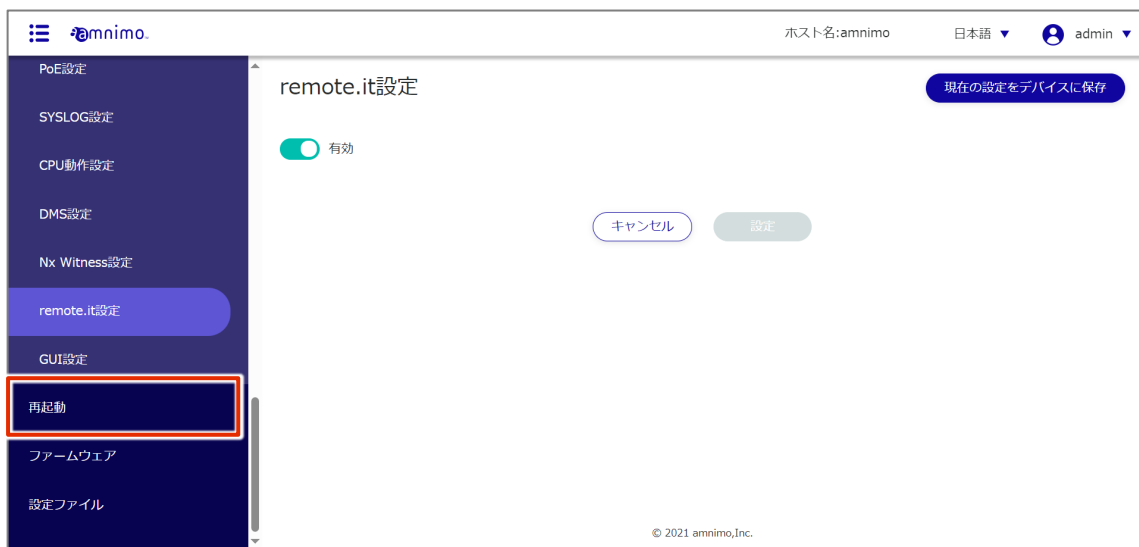 amnimo.
ホスト名:amnimo
日本語 ▼
admin ▼
PoE設定
SYSLOG設定
CPU動作設定
DMS設定
Nx Witness設定
remote.it設定
GUI設定
再起動
ファームウェア
設定ファイル
remote.it設定
現在の設定をデバイスに保存
有効
キャンセル
設定
© 2021 amnimo,Inc.